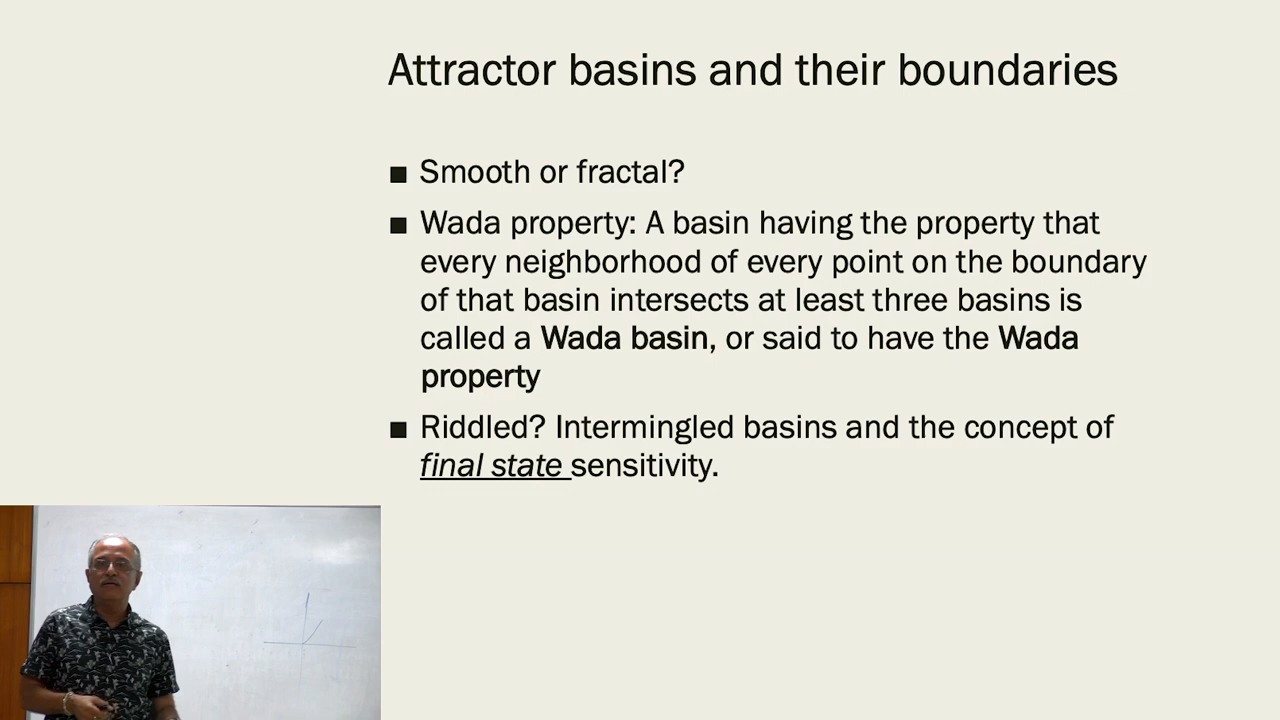 Attractor basins and their boundaries
■ Smooth or fractal?
■ Wada property: A basin having the property that
every neighborhood of every point on the boundary
of that basin intersects at least three basins is
called a Wada basin, or said to have the Wada
property
■ Riddled? Intermingled basins and the concept of
final state sensitivity.